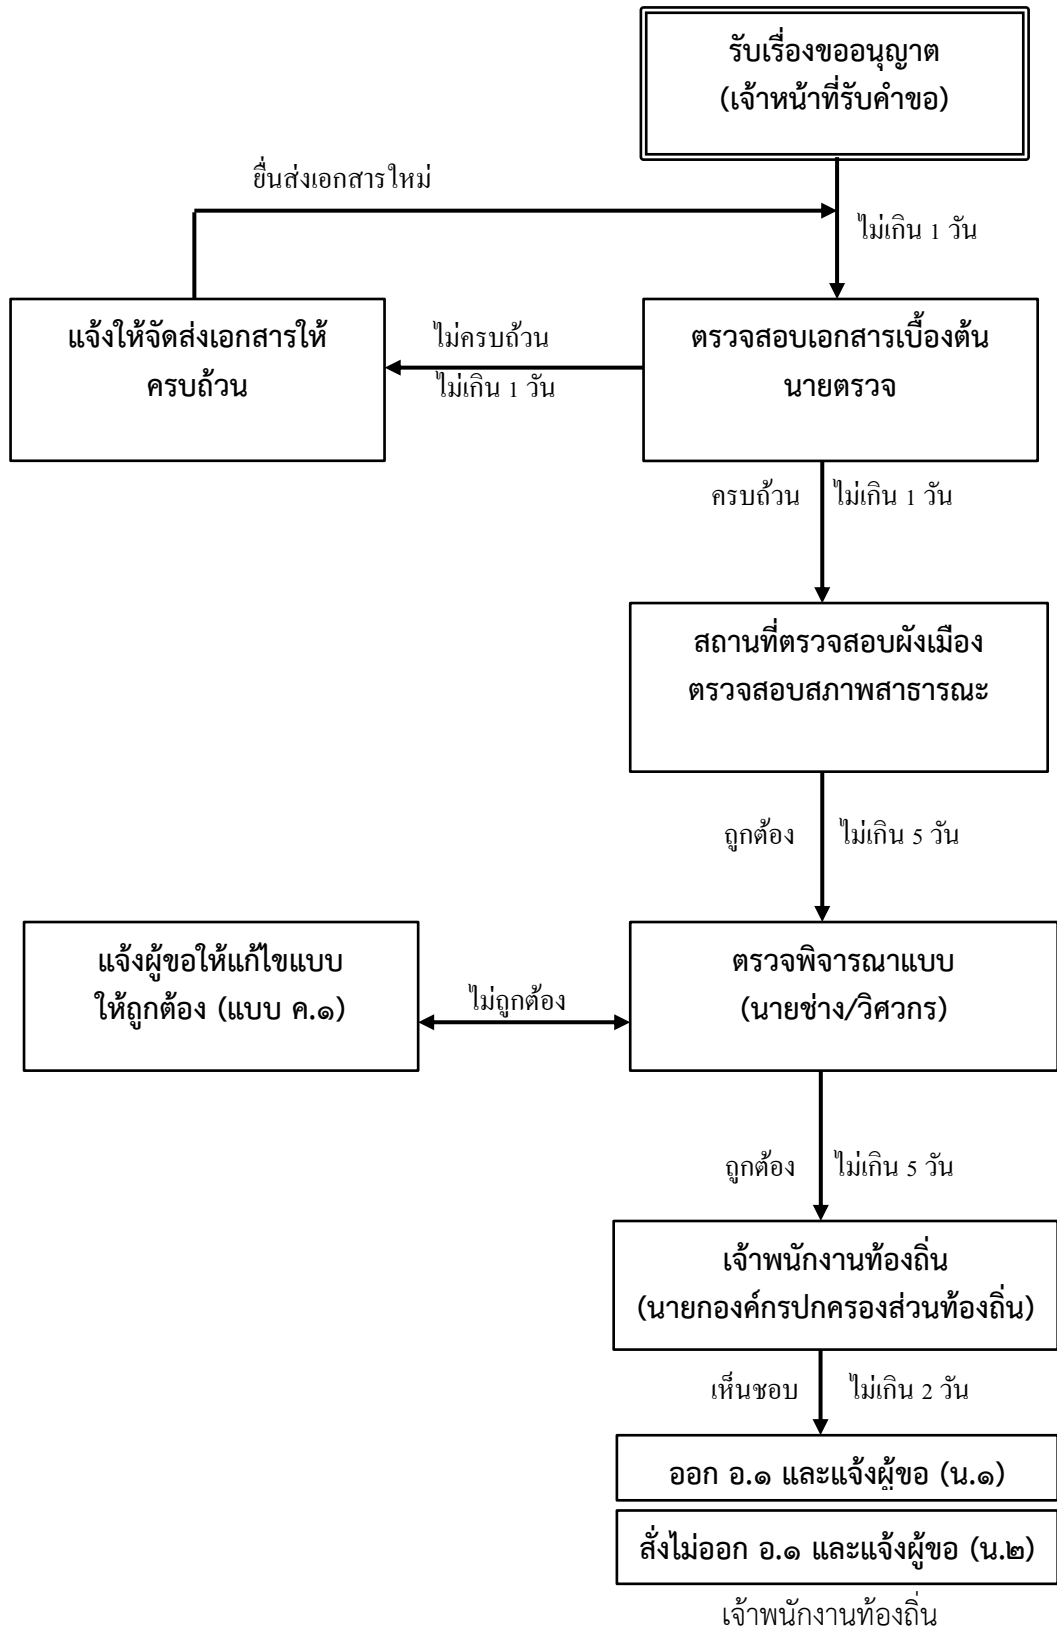 รับเรื่องขออนุญาต
(เจ้าหน้าที่รับคำขอ)
ยื่นส่งเอกสารใหม่
ไม่เกิน 1 วัน
แจ้งให้จัดส่งเอกสารให้
ครบถ้วน
ไม่ครบถ้วน
ไม่เกิน 1 วัน
ตรวจสอบเอกสารเบื้องต้น
นายตรวจ
ครบถ้วน ไม่เกิน 1 วัน
สถานที่ตรวจสอบผังเมือง
ตรวจสอบสภาพสาธารณะ
ถูกต้อง ไม่เกิน 5 วัน
แจ้งผู้ขอให้แก้ไขแบบ
ให้ถูกต้อง (แบบ ค.๑)
ไม่ถูกต้อง
ตรวจพิจารณาแบบ
(นายช่าง/วิศวกร)
ถูกต้อง ไม่เกิน 5 วัน
เจ้าพนักงานท้องถิ่น
(นายกองค์กรปกครองส่วนท้องถิ่น)
เห็นชอบ ไม่เกิน 2 วัน
ออก อ.๑ และแจ้งผู้ขอ (น.๑)
สั่งไม่ออก อ.๑ และแจ้งผู้ขอ (น.๒)
เจ้าพนักงานท้องถิ่น